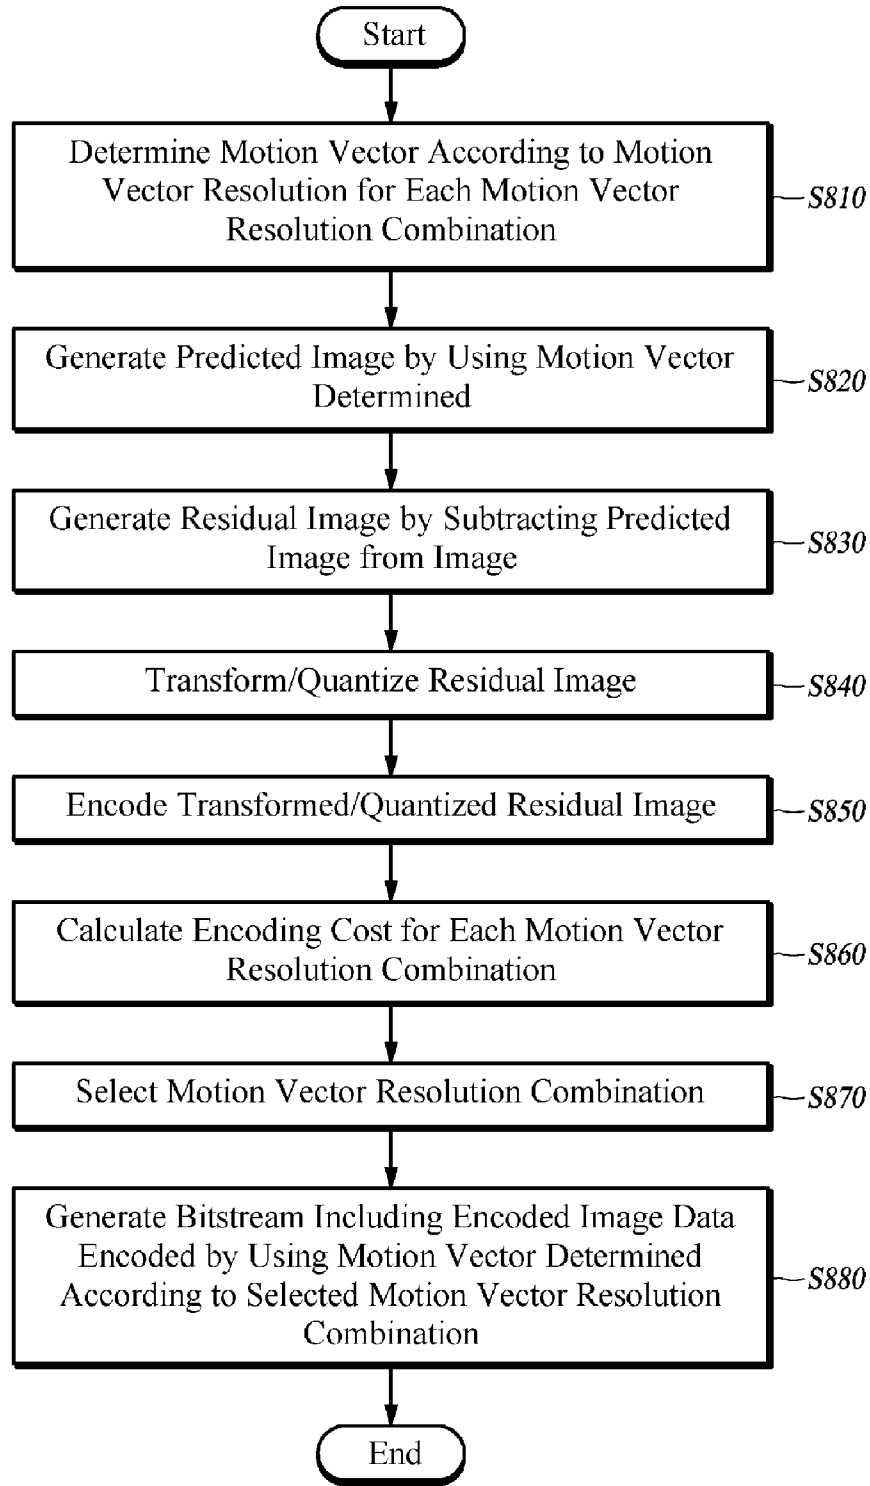 Start
Determine Motion Vector According to Motion
Vector Resolution for Each Motion Vector
Resolution Combination
S810
Generate Predicted Image by Using Motion Vector
Determined
S820
Generate Residual Image by Subtracting Predicted
Image from Image
S830
Transform/Quantize Residual Image
S840
Encode Transformed/Quantized Residual Image
S850
Calculate Encoding Cost for Each Motion Vector
Resolution Combination
S860
Select Motion Vector Resolution Combination
S870
Generate Bitstream Including Encoded Image Data
Encoded by Using Motion Vector Determined
According to Selected Motion Vector Resolution
Combination
S880
End